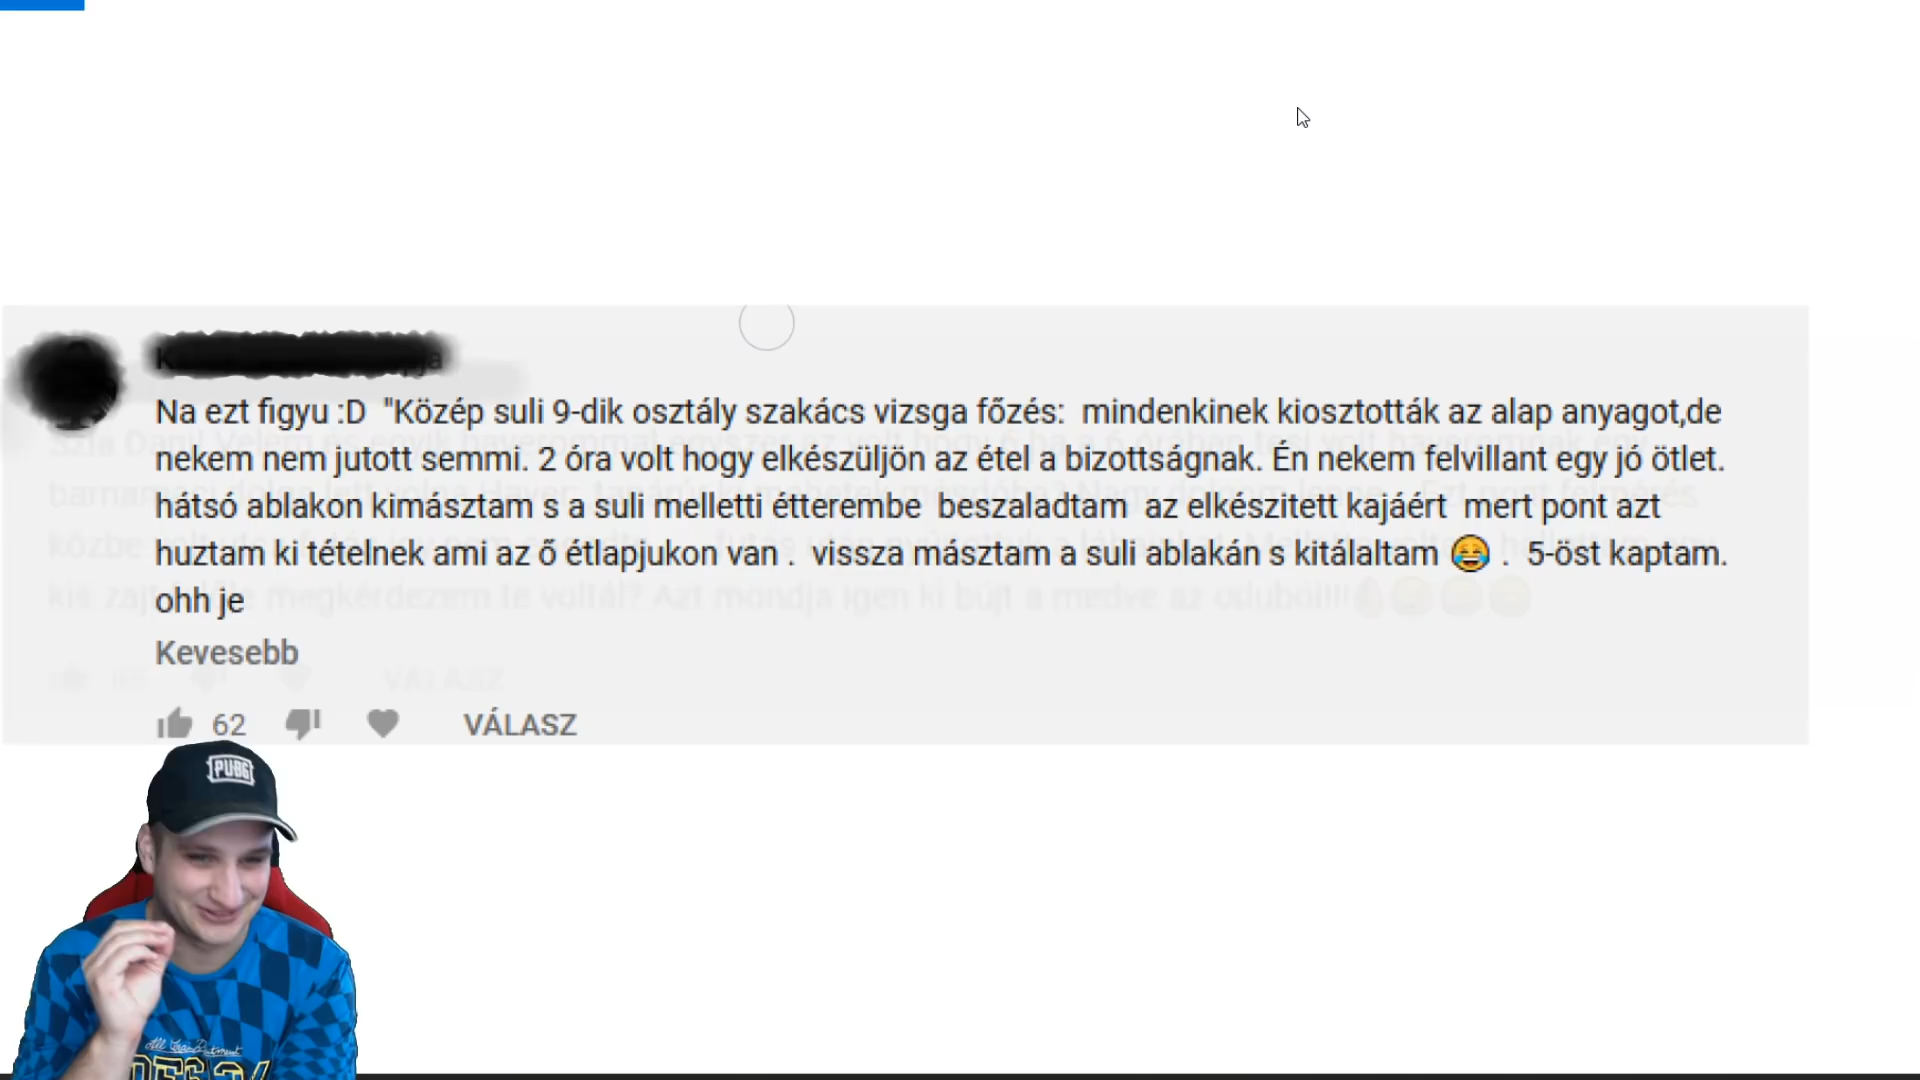 Na ezt figyu :D "Közép suli 9-dik osztály szakács vizsga főzés: mindenkinek kiosztották az alap anyagot,de
nekem nem jutott semmi. 2 óra volt hogy elkészüljön az étel a bizottságnak. Én nekem felvillant egy jó ötlet.
hátsó ablakon kimásztam s a suli melletti étterembe beszaladtam az elkészitett kajáért mert pont azt
huztam ki tételnek ami az ő étlapjukon van . vissza másztam a suli ablakán s kitálaltam 😂 . 5-öst kaptam.
ohh je
Kevesebb
62 VÁLASZ
PUBG